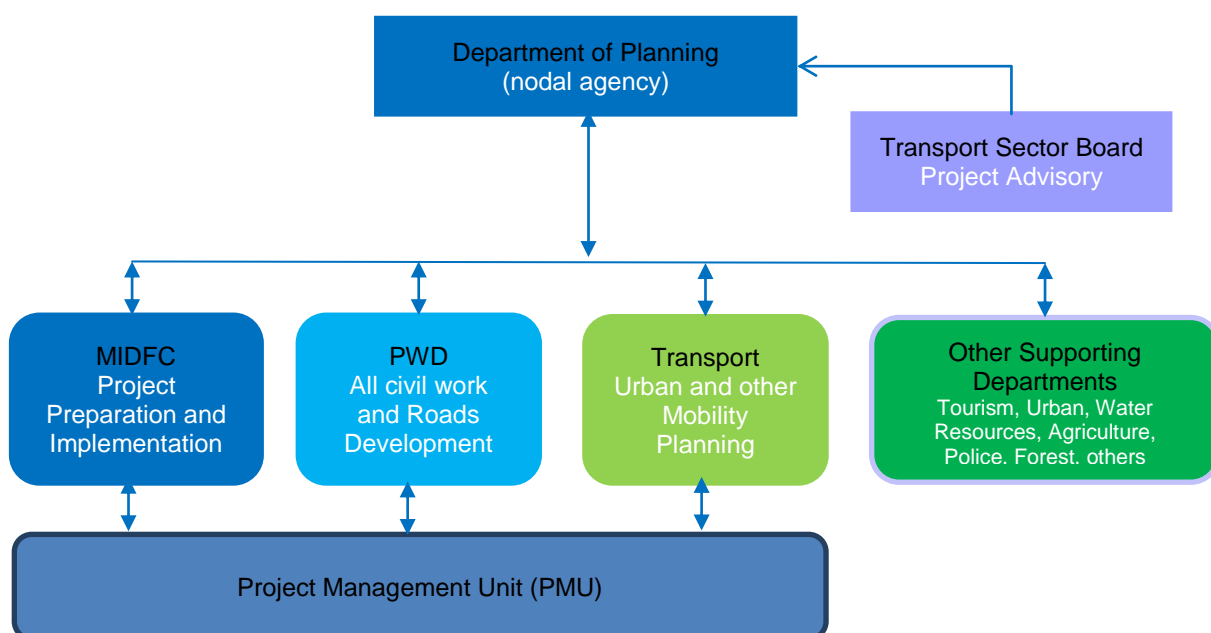 Department of Planning
(nodal agency)
Transport Sector Board
Project Advisory
MIDFC
Project
Preparation and
Implementation
PWD
All civil work
and Roads
Development
Transport
Urban and other
Mobility
Planning
Other Supporting
Departments
Tourism, Urban, Water
Resources, Agriculture,
Police. Forest. others
Project Management Unit (PMU)